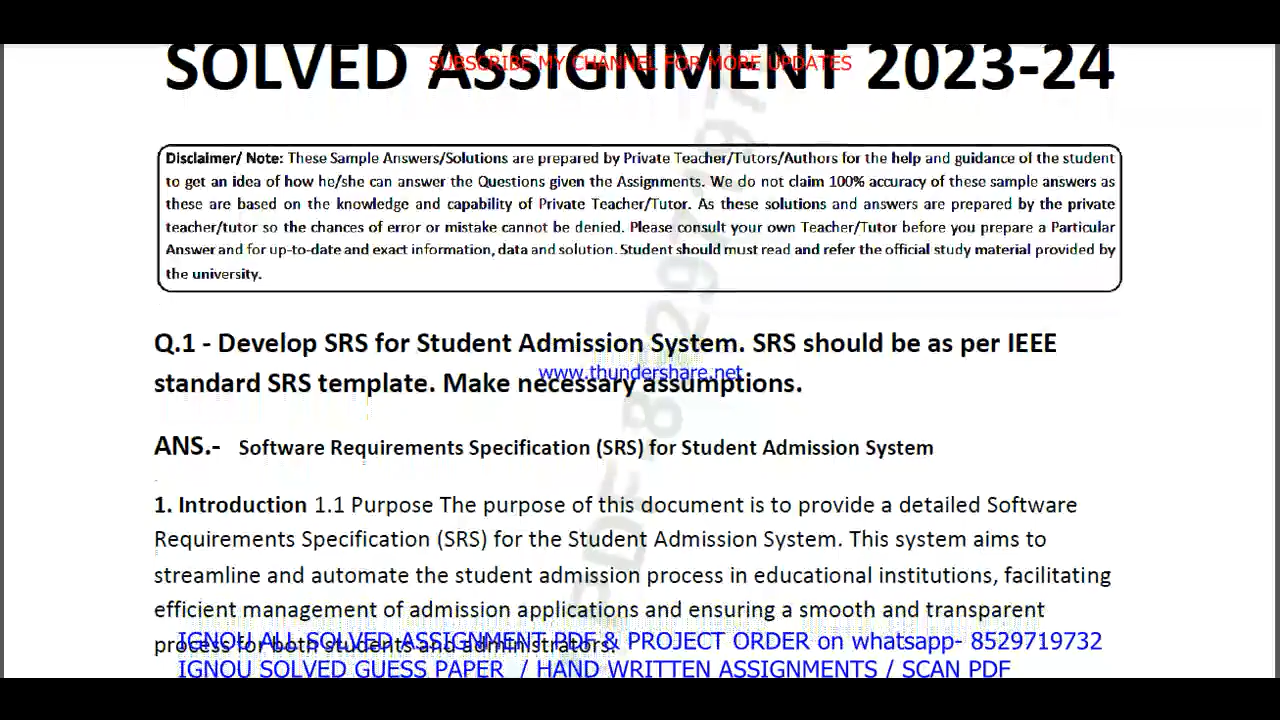 SOLVED ASSIGNMENT 2023-24
SUBSCRIBE MY CHANNEL FOR MORE UPDATES
Disclaimer/ Note: These Sample Answers/Solutions are prepared by Private Teacher/Tutors/Authors for the help and guidance of the student
to get an idea of how he/she can answer the Questions given the Assignments. We do not claim 100% accuracy of these sample answers as
these are based on the knowledge and capability of Private Teacher/Tutor. As these solutions and answers are prepared by the private
teacher/tutor so the chances of error or mistake cannot be denied. Please consult your own Teacher/Tutor before you prepare a Particular
Answer and for up-to-date and exact information, data and solution. Student should must read and refer the official study material provided by
the university.
Q.1 - Develop SRS for Student Admission System. SRS should be as per IEEE
www.thundershare.net
standard SRS template. Make necessary assumptions.
ANS.- Software Requirements Specification (SRS) for Student Admission System
1. Introduction 1.1 Purpose The purpose of this document is to provide a detailed Software
Requirements Specification (SRS) for the Student Admission System. This system aims to
streamline and automate the student admission process in educational institutions, facilitating
efficient management of admission applications and ensuring a smooth and transparent
process for both students and administrators.
IGNOU ALL SOLVED ASSIGNMENT PDF & PROJECT ORDER on whatsapp- 8529719732
IGNOU SOLVED GUESS PAPER / HAND WRITTEN ASSIGNMENTS / SCAN PDF